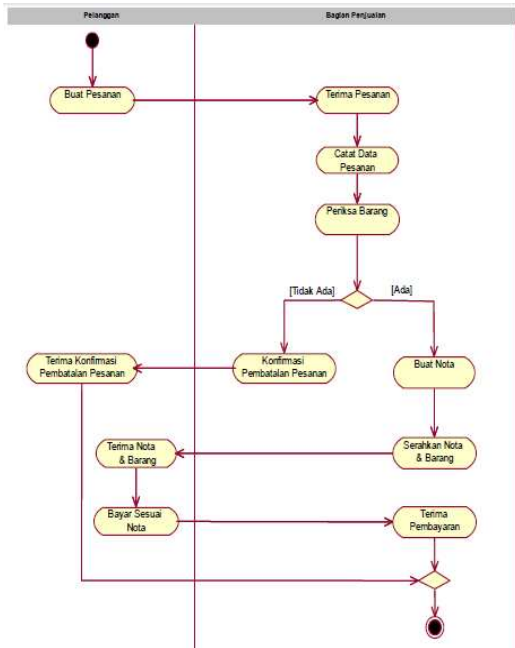 Pelanggan
Bagian Penjualan
Buat Pesanan
Terima Pesanan
Catat Data
Pesanan
Periksa Barang
[Tidak Ada]
[Ada]
Terima Konfirmasi
Pembatalan Pesanan
Konfirmasi
Pembatalan Pesanan
Buat Nota
Terima Nota
& Barang
Serahkan Nota
& Barang
Bayar Sesuai
Nota
Terima
Pembayaran